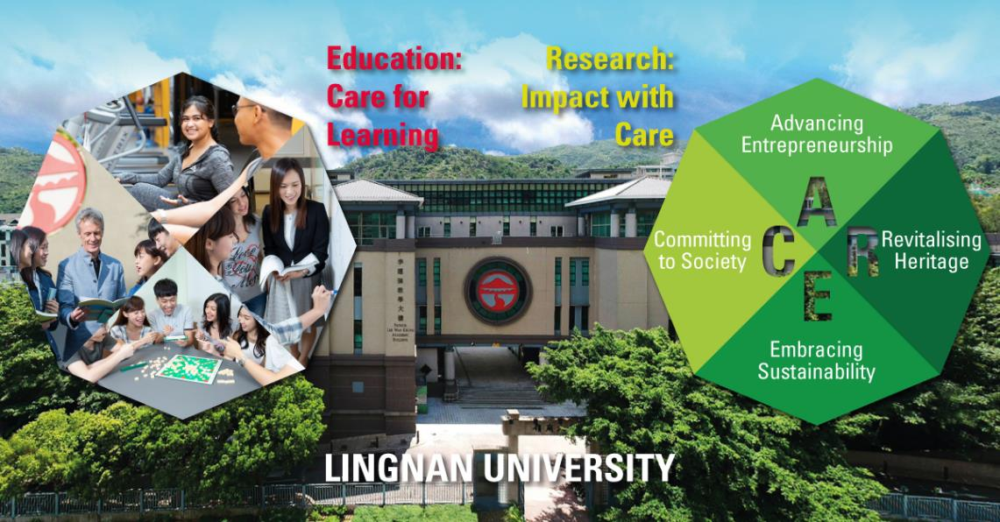 Education:
Care for
Learning
Research:
Impact with
Care
Advancing
Entrepreneurship
A
Committing
to Society
C
R
Revitalising
Heritage
E
Embracing
Sustainability
LINGNAN UNIVERSITY